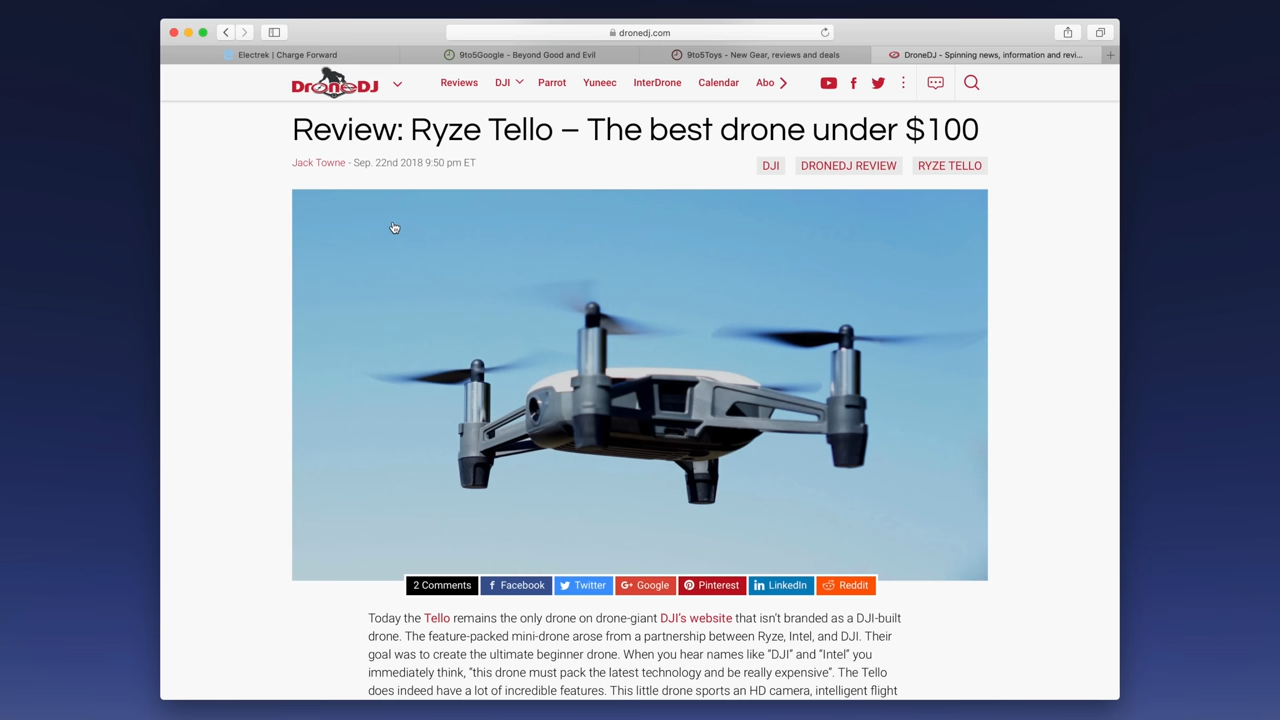 dronedj.com
Electrek | Charge Forward
9to5Google - Beyond Good and Evil
9to5Toys - New Gear, reviews and deals
DroneDJ - Spinning news, information and revi...
DroneDJ
Reviews DJI Parrot Yuneec InterDrone Calendar Abo
Review: Ryze Tello – The best drone under $100
Jack Towne - Sep. 22nd 2018 9:50 pm ET
DJI DRONEDJ REVIEW RYZE TELLO
2 Comments Facebook Twitter G+ Google Pinterest LinkedIn Reddit
Today the Tello remains the only drone on drone-giant DJI's website that isn't branded as a DJI-built
drone. The feature-packed mini-drone arose from a partnership between Ryze, Intel, and DJI. Their
goal was to create the ultimate beginner drone. When you hear names like "DJI" and "Intel" you
immediately think, "this drone must pack the latest technology and be really expensive". The Tello
does indeed have a lot of incredible features. This little drone sports an HD camera, intelligent flight